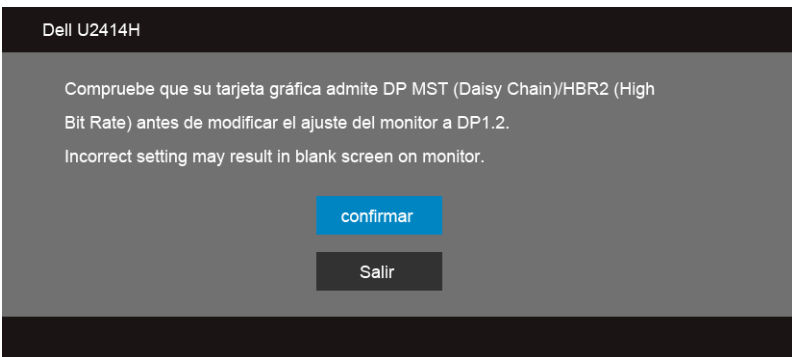 Dell U2414H
Compruebe que su tarjeta gráfica admite DP MST (Daisy Chain)/HBR2 (High
Bit Rate) antes de modificar el ajuste del monitor a DP1.2.
Incorrect setting may result in blank screen on monitor.
confirmar
Salir